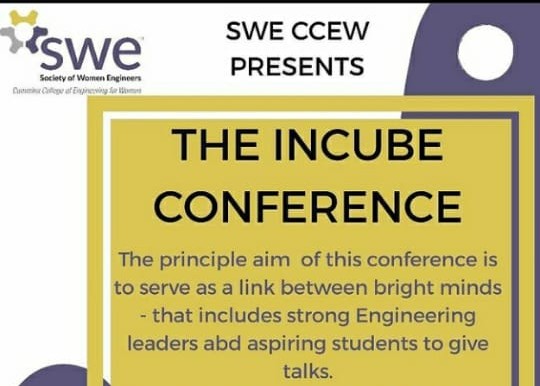 swe
Society of Women Engineers
Cummins College of Engineering for Women
SWE CCEW
PRESENTS
THE INCUBE
CONFERENCE
The principle aim of this conference is
to serve as a link between bright minds
- that includes strong Engineering
leaders abd aspiring students to give
talks.